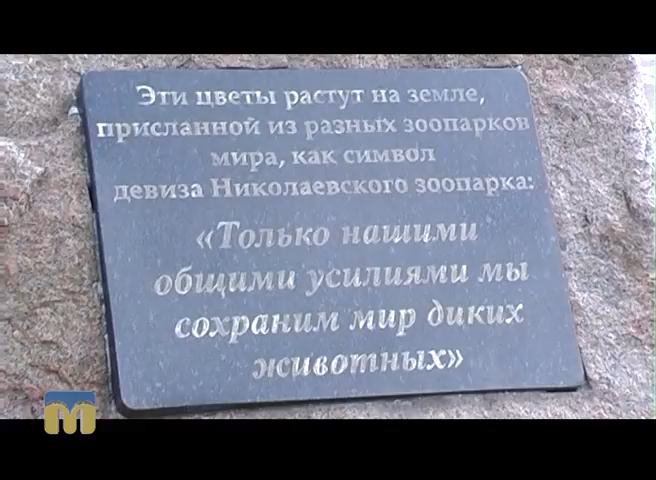 Эти цветы растут на земле,
присланной из разных зоопарков
мира, как символ
девиза Николаевского зоопарка:
«Только нашими
общими усилиями мы
сохраним мир диких
животных»
М